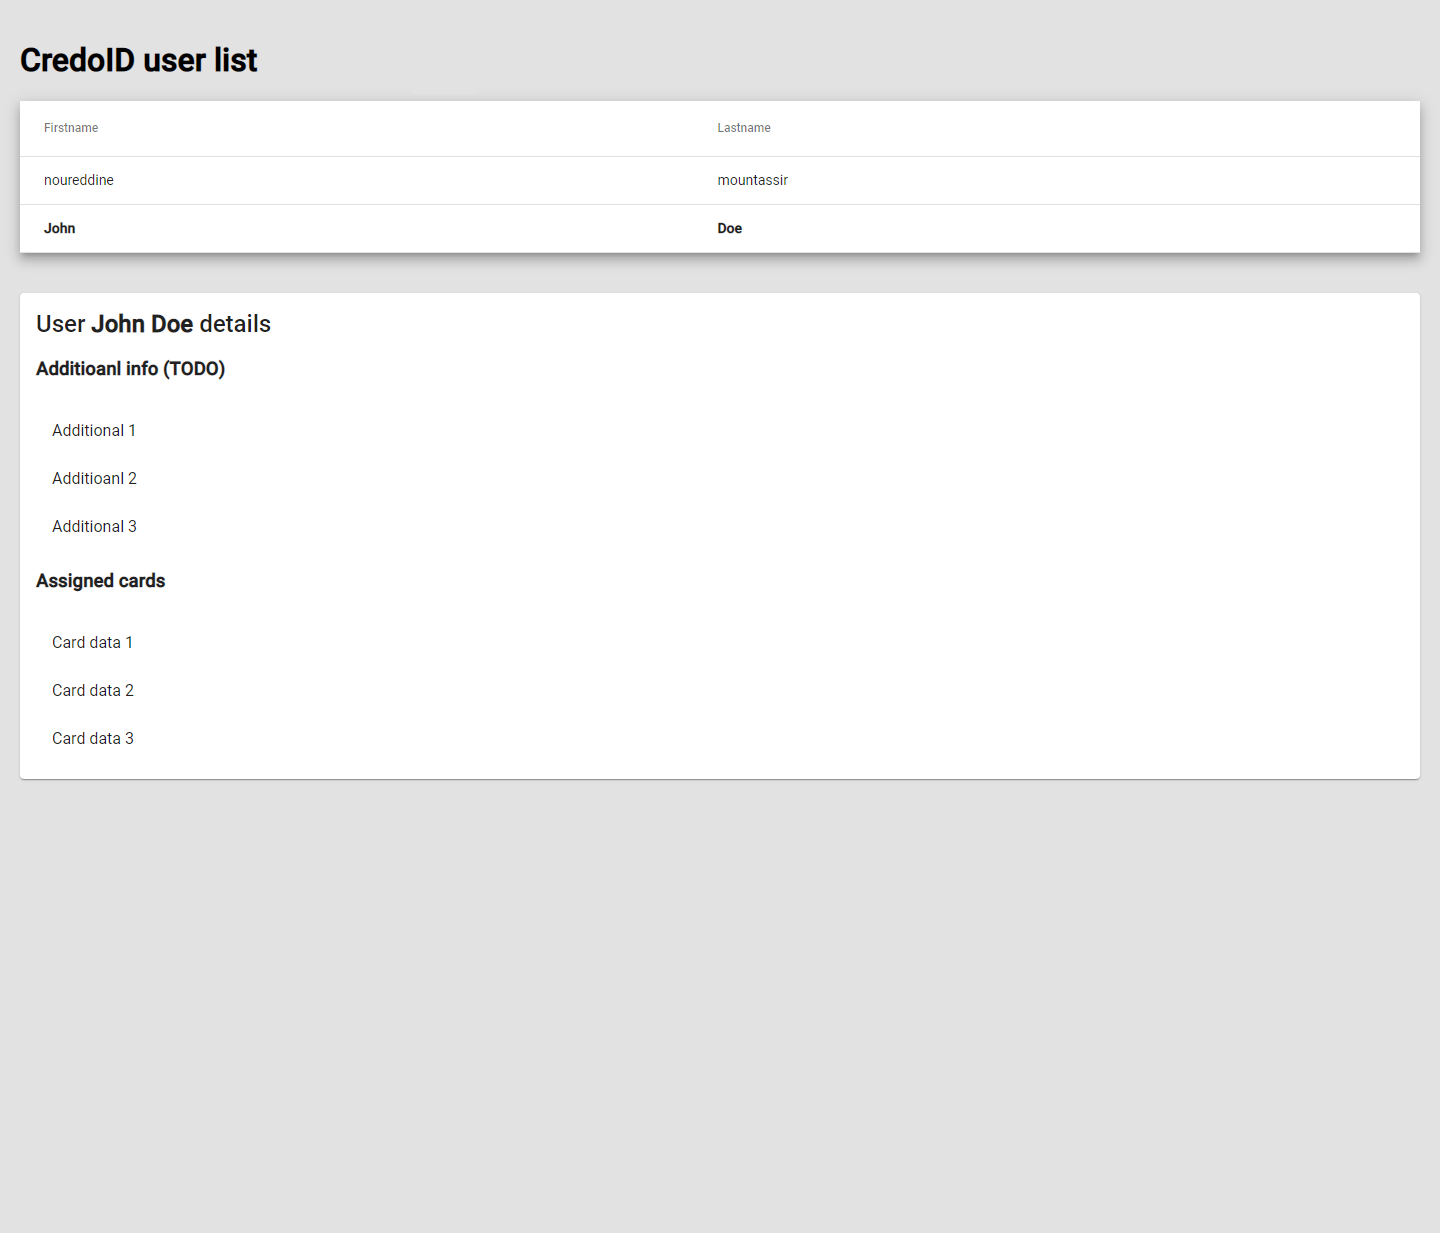 CredoID user list
Firstname Lastname
noureddine mountassir
John Doe
User John Doe details
Additioanl info (TODO)
Additional 1
Additioanl 2
Additional 3
Assigned cards
Card data 1
Card data 2
Card data 3